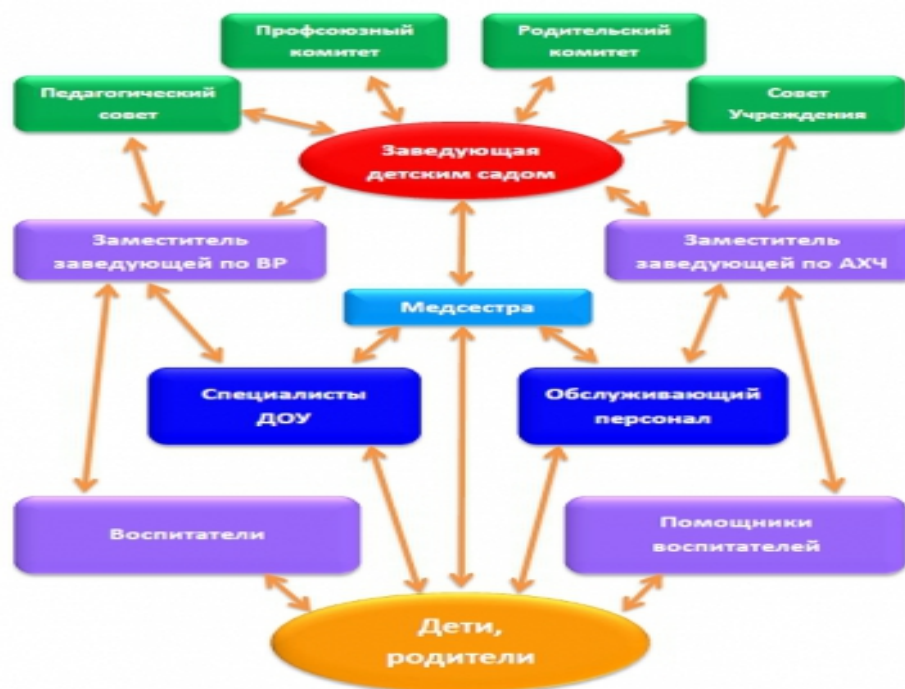 Профсоюзный
комитет
Родительский
комитет
Педагогический
совет
Совет
Учреждения
Заведующая
детским садом
Заместитель
заведующей по ВР
Заместитель
заведующей по АХЧ
Медсестра
Специалисты
ДОУ
Обслуживающий
персонал
Воспитатели
Помощники
воспитателей
Дети,
родители